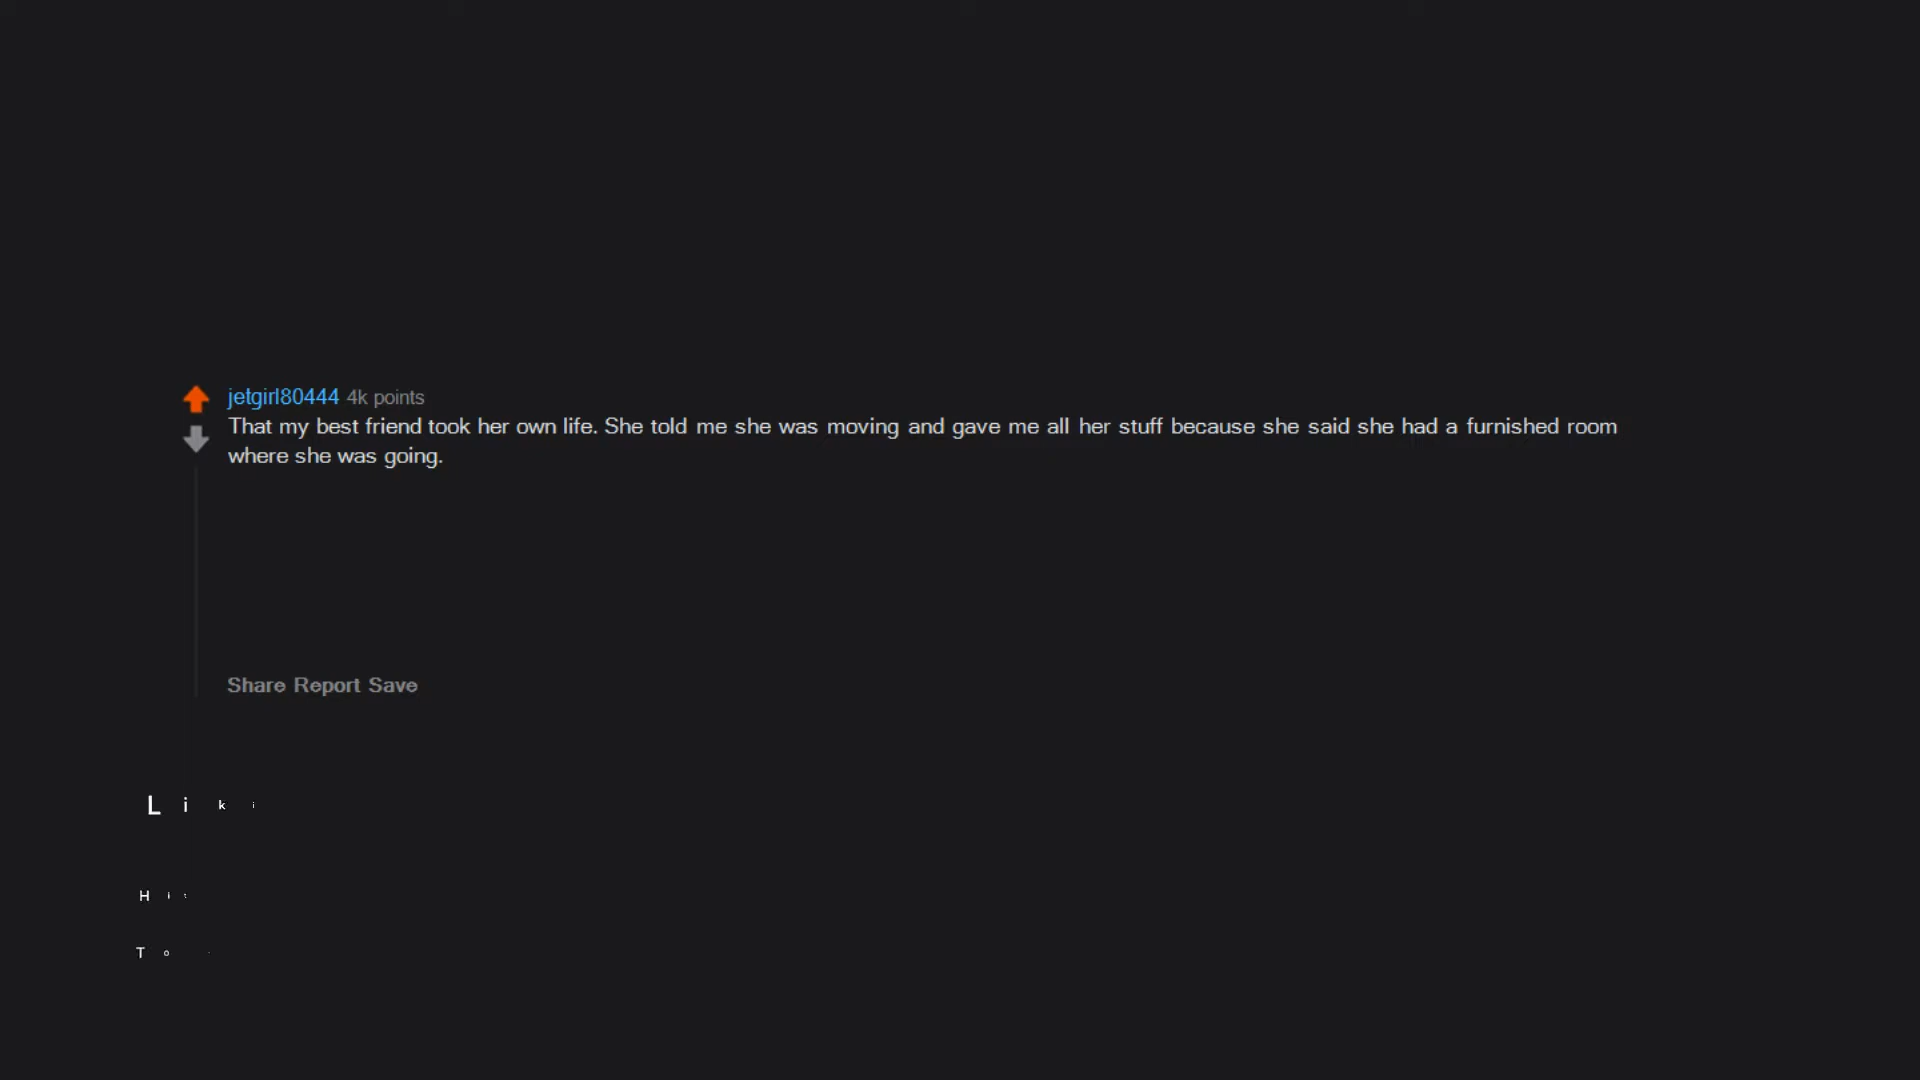 jetgirl80444 4k points
That my best friend took her own life. She told me she was moving and gave me all her stuff because she said she had a furnished room
where she was going.
Share Report Save
L i k i
H i t
T o